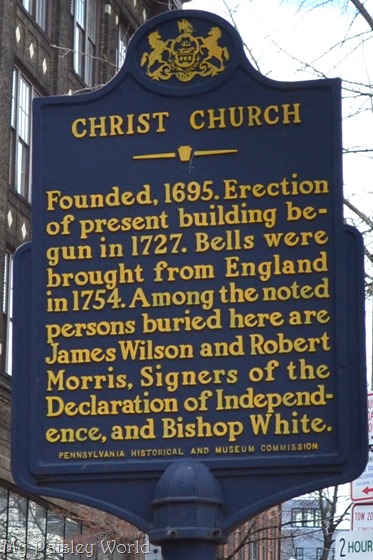 CHRIST CHURCH
Founded, 1695. Erection
of present building be-
gun in 1727. Bells were
brought from England
in 1754. Among the noted
persons buried here are
James Wilson and Robert
Morris, Signers of the
Declaration of Independ-
ence, and Bishop White.
PENNSYLVANIA HISTORICAL AND MUSEUM COMMISSION
TOW ZONE
2 HOUR
My Paisley World